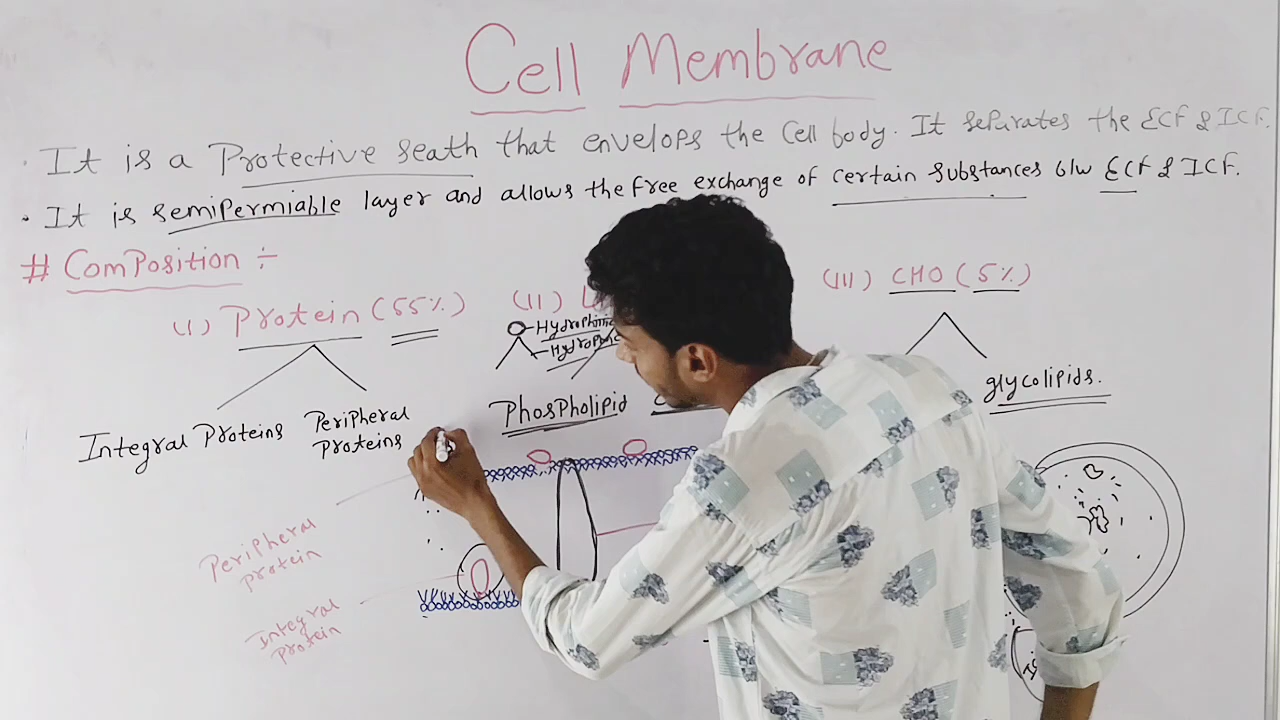 Cell Membrane
· It is a Protective seath that envelops the cell body. It separates the ECF & ICF.
· It is semiPermiable layer and allows the free exchange of certain substances b/w ECF & ICF.
# Composition ÷
(I) Protein (55%)
(II)
(III) CHO (5%)
Integral Proteins
Peripheral
proteins
Phospholipid
glycolipids.
Peripheral
protein
Integral
protein